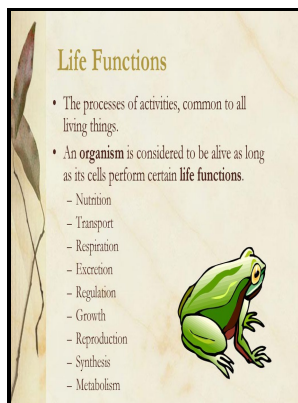 Life Functions
• The processes of activities, common to all
living things.
• An organism is considered to be alive as long
as its cells perform certain life functions.
– Nutrition
– Transport
– Respiration
– Excretion
– Regulation
– Growth
– Reproduction
– Synthesis
– Metabolism